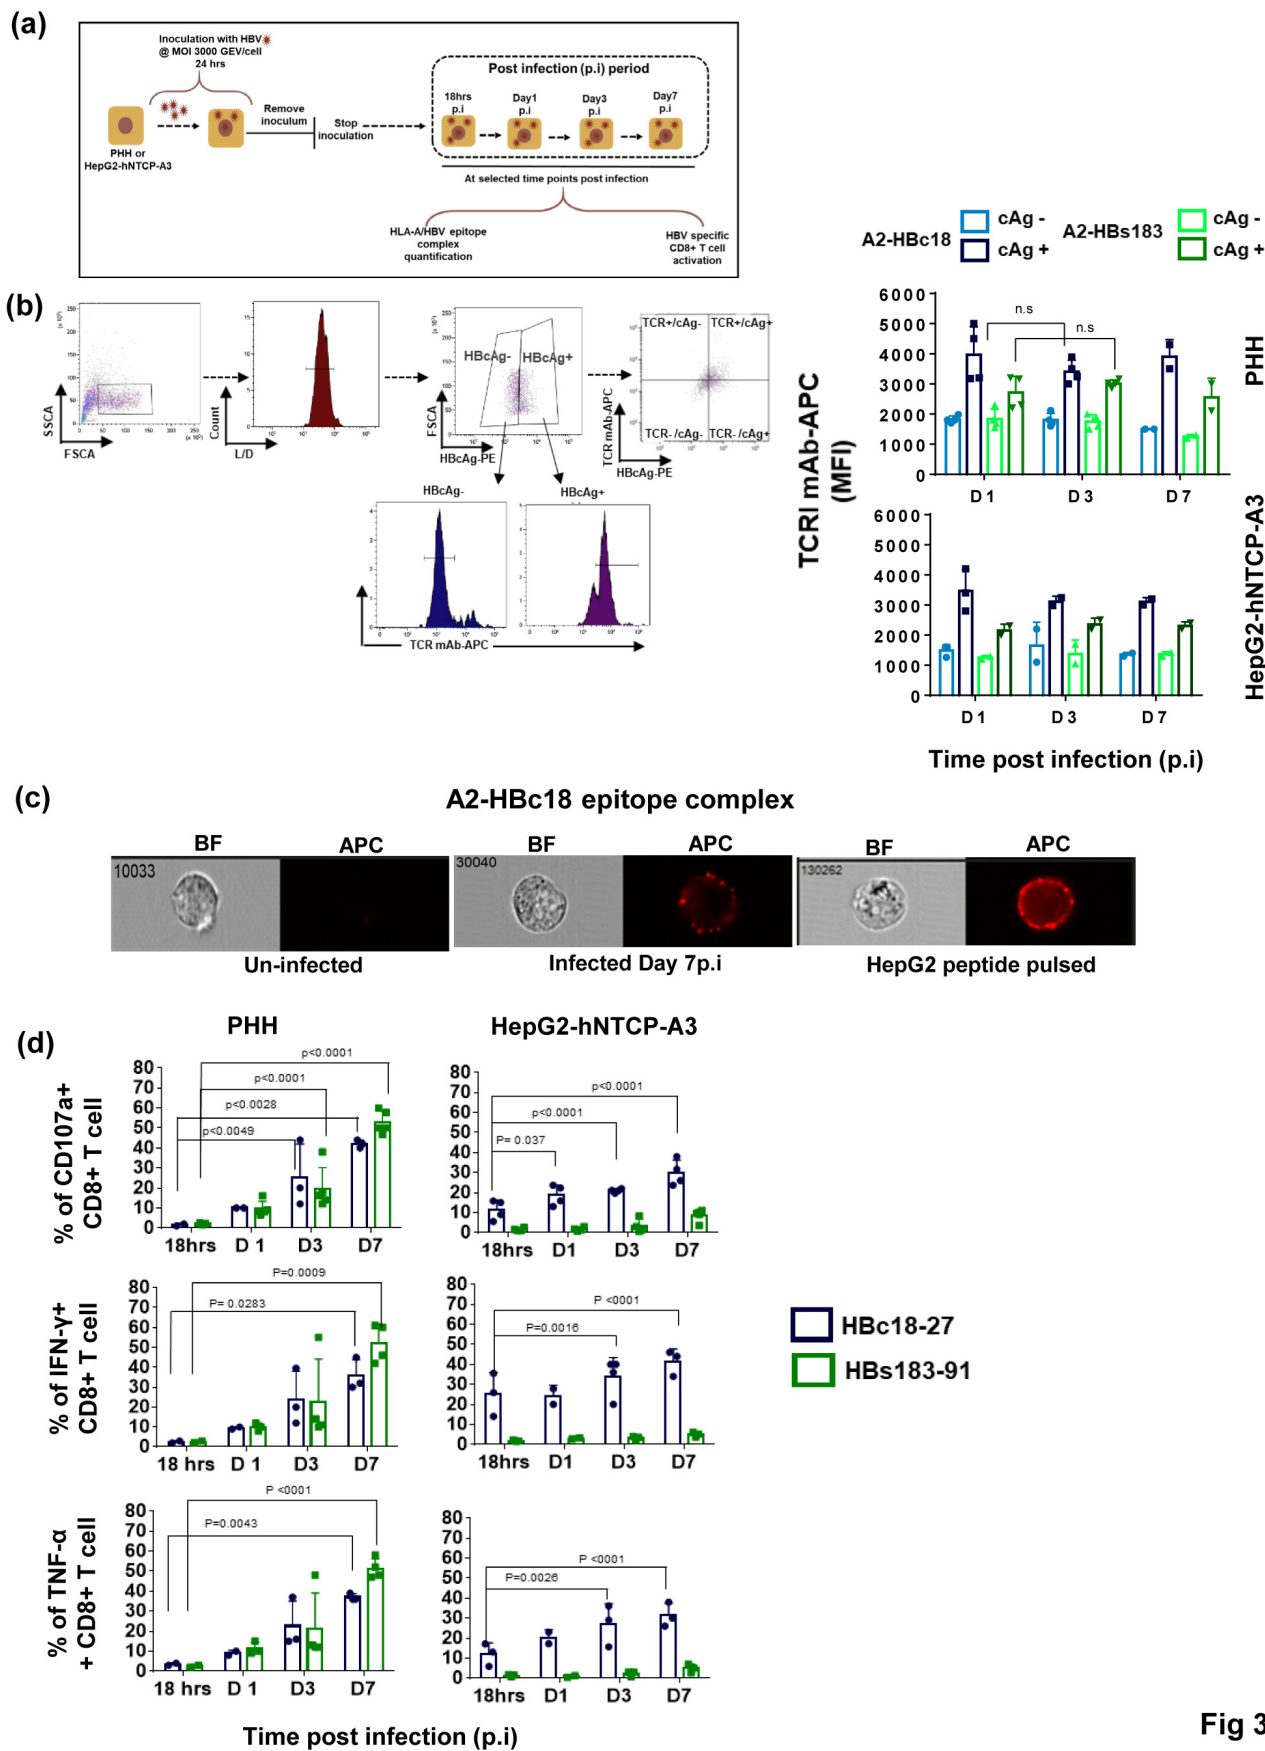 (a)
Inoculation with HBV
@ MOI 3000 GEV/cell
24 hrs
PHH or
HepG2-hNTCP-A3
Remove
inoculum
Stop
inoculation
Post infection (p.i) period
18hrs
p.i
Day1
p.i
Day3
p.i
Day7
p.i
At selected time points post infection
HLA-A/HBV epitope
complex
quantification
HBV specific
CD8+ T cell
activation
(b)
SSCA
FSCA
Count
L/D
FSCA
HBcAg-
HBcAg+
HBcAg-PE
TCR mAb-APC
TCR+/cAg-
TCR+/cAg+
TCR-/cAg-
TCR-/cAg+
HBcAg-PE
HBcAg-
HBcAg+
TCR mAb-APC
A2-HBc18
cAg -
cAg +
A2-HBs183
cAg -
cAg +
TCRl mAb-APC
(MFI)
6000
5000
4000
3000
2000
1000
0
n.s
n.s
D 1
D 3
D 7
PHH
6000
5000
4000
3000
2000
1000
0
D 1
D 3
D 7
HepG2-hNTCP-A3
Time post infection (p.i)
(c)
A2-HBc18 epitope complex
BF
APC
BF
APC
BF
APC
10033
30040
130262
Un-infected
Infected Day 7p.i
HepG2 peptide pulsed
(d)
PHH
HepG2-hNTCP-A3
% of CD107a+
CD8+ T cell
80
70
60
50
40
30
20
10
0
p<0.0001
p<0.0001
p<0.0028
p<0.0049
18hrs
D 1
D3
D7
80
70
60
50
40
30
20
10
0
p<0.0001
p<0.0001
P= 0.037
18hrs
D1
D3
D7
% of IFN-γ+
CD8+ T cell
80
70
60
50
40
30
20
10
0
P=0.0009
P= 0.0283
18 hrs
D 1
D3
D7
80
70
60
50
40
30
20
10
0
P <0001
P=0.0016
18hrs
D1
D3
D7
HBc18-27
HBs183-91
% of TNF-α
+ CD8+ T cell
80
70
60
50
40
30
20
10
0
P <0001
P=0.0043
18 hrs
D 1
D3
D7
80
70
60
50
40
30
20
10
0
P <0001
P=0.0026
18hrs
D1
D3
D7
Time post infection (p.i)
Fig 3